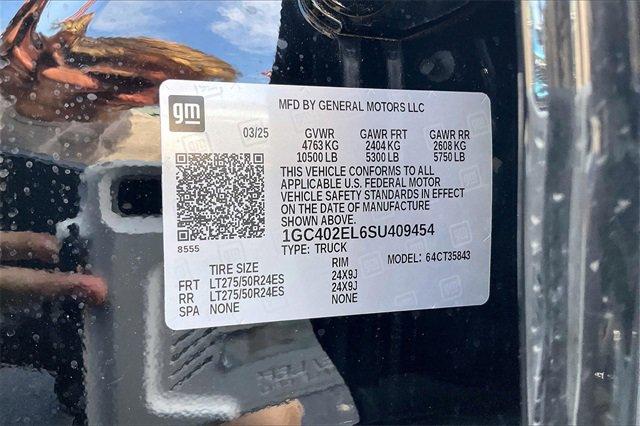 gm
MFD BY GENERAL MOTORS LLC
03/25 GVWR GAWR FRT GAWR RR
4763 KG 2404 KG 2608 KG
10500 LB 5300 LB 5750 LB
THIS VEHICLE CONFORMS TO ALL
APPLICABLE U.S. FEDERAL MOTOR
VEHICLE SAFETY STANDARDS IN EFFECT
ON THE DATE OF MANUFACTURE
SHOWN ABOVE.
8555 1GC402EL6SU409454
TYPE: TRUCK MODEL: 64CT35843
TIRE SIZE RIM
FRT LT275/50R24ES 24X9J
RR LT275/50R24ES 24X9J
SPA NONE NONE